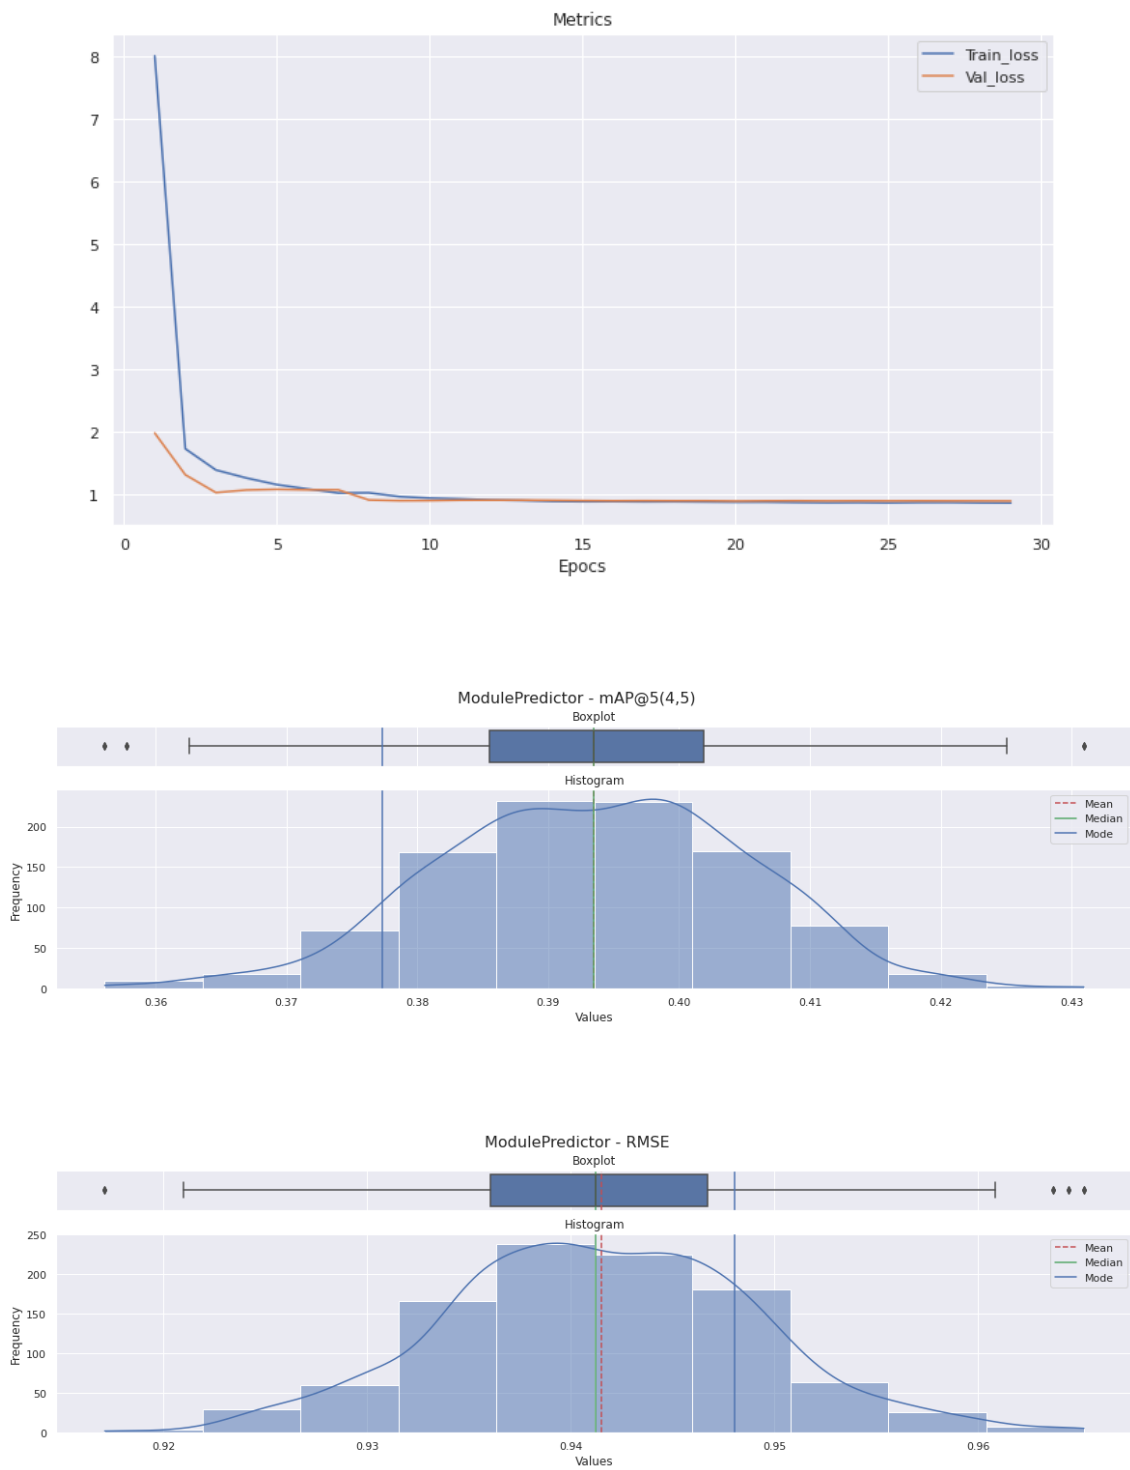 Metrics
Train_loss
Val_loss
8
7
6
5
4
3
2
1
0 5 10 15 20 25 30
Epocs
ModulePredictor - mAP@5(4,5)
Boxplot
Histogram
Mean
Median
Mode
Frequency
200
150
100
50
0
0.36 0.37 0.38 0.39 0.40 0.41 0.42 0.43
Values
ModulePredictor - RMSE
Boxplot
Histogram
Mean
Median
Mode
Frequency
250
200
150
100
50
0
0.92 0.93 0.94 0.95 0.96
Values